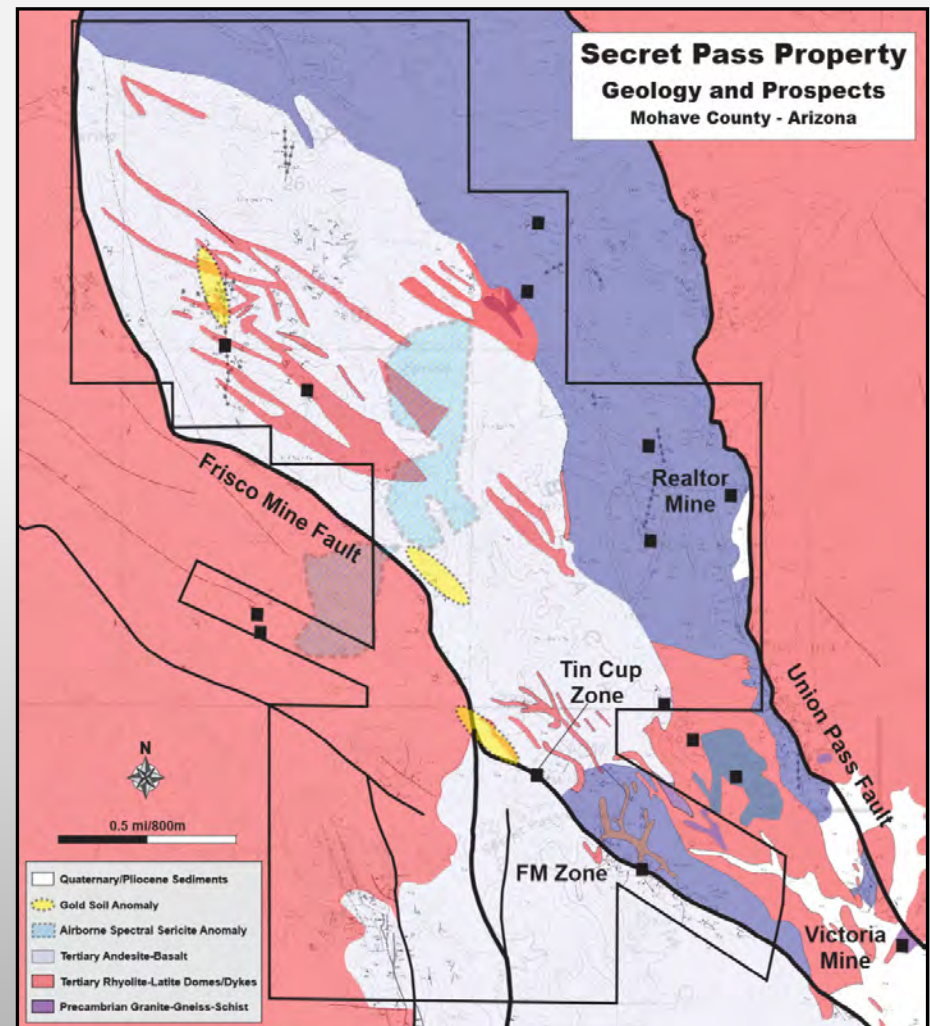 Secret Pass Property
Geology and Prospects
Mohave County - Arizona
26
Realtor
Mine
Frisco Mine Fault
Tin Cup
Zone
Union Pass Fault
N
0.5 mi/800m
FM Zone
Victoria
Mine
Quaternary/Pliocene Sediments
Gold Soil Anomaly
Airborne Spectral Sericite Anomaly
Tertiary Andesite-Basalt
Tertiary Rhyolite-Latite Domes/Dykes
Precambrian Granite-Gneiss-Schist